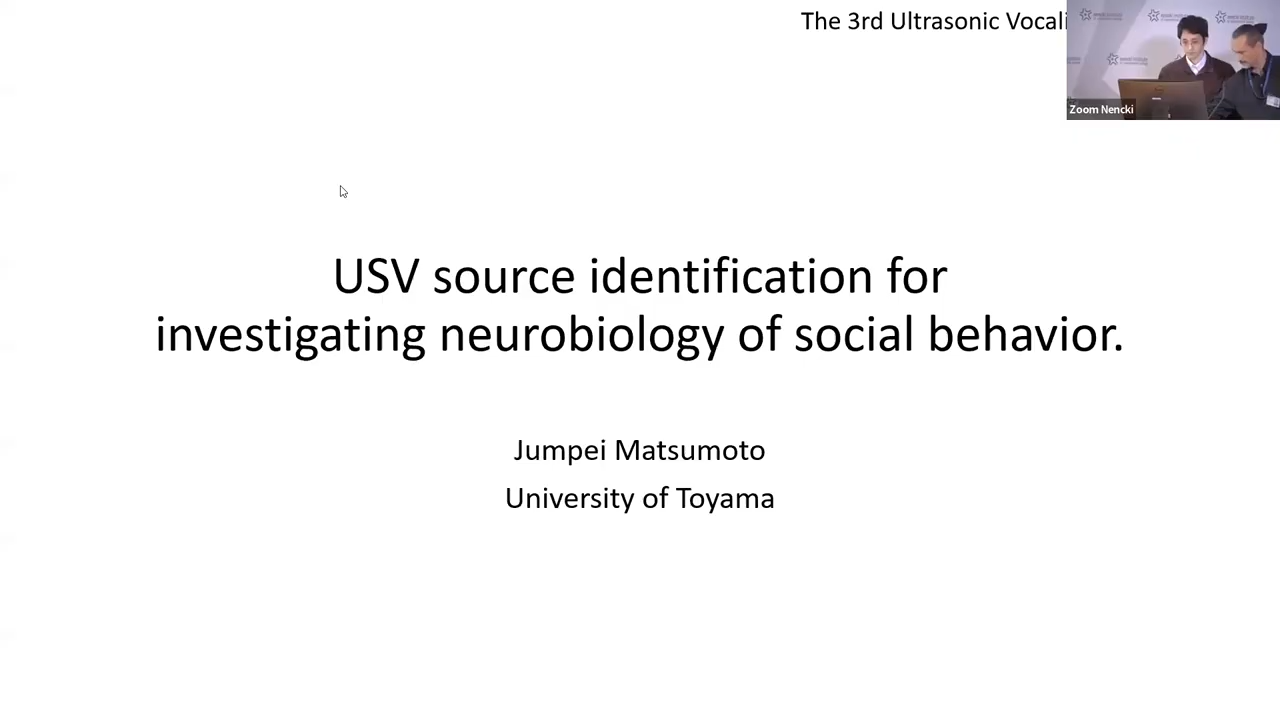 The 3rd Ultrasonic Vocali
Zoom Nencki
USV source identification for
investigating neurobiology of social behavior.
Jumpei Matsumoto
University of Toyama